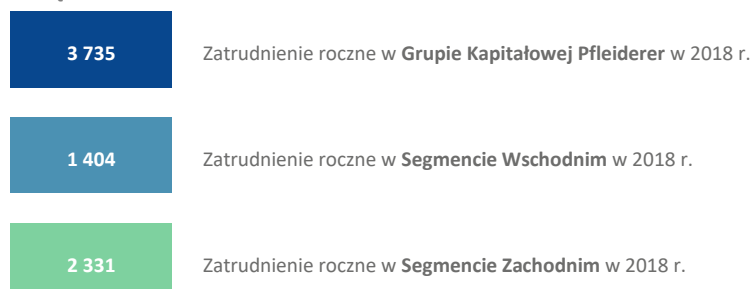 3 735 Zatrudnienie roczne w Grupie Kapitałowej Pfleiderer w 2018 r.
1 404 Zatrudnienie roczne w Segmencie Wschodnim w 2018 r.
2 331 Zatrudnienie roczne w Segmencie Zachodnim w 2018 r.